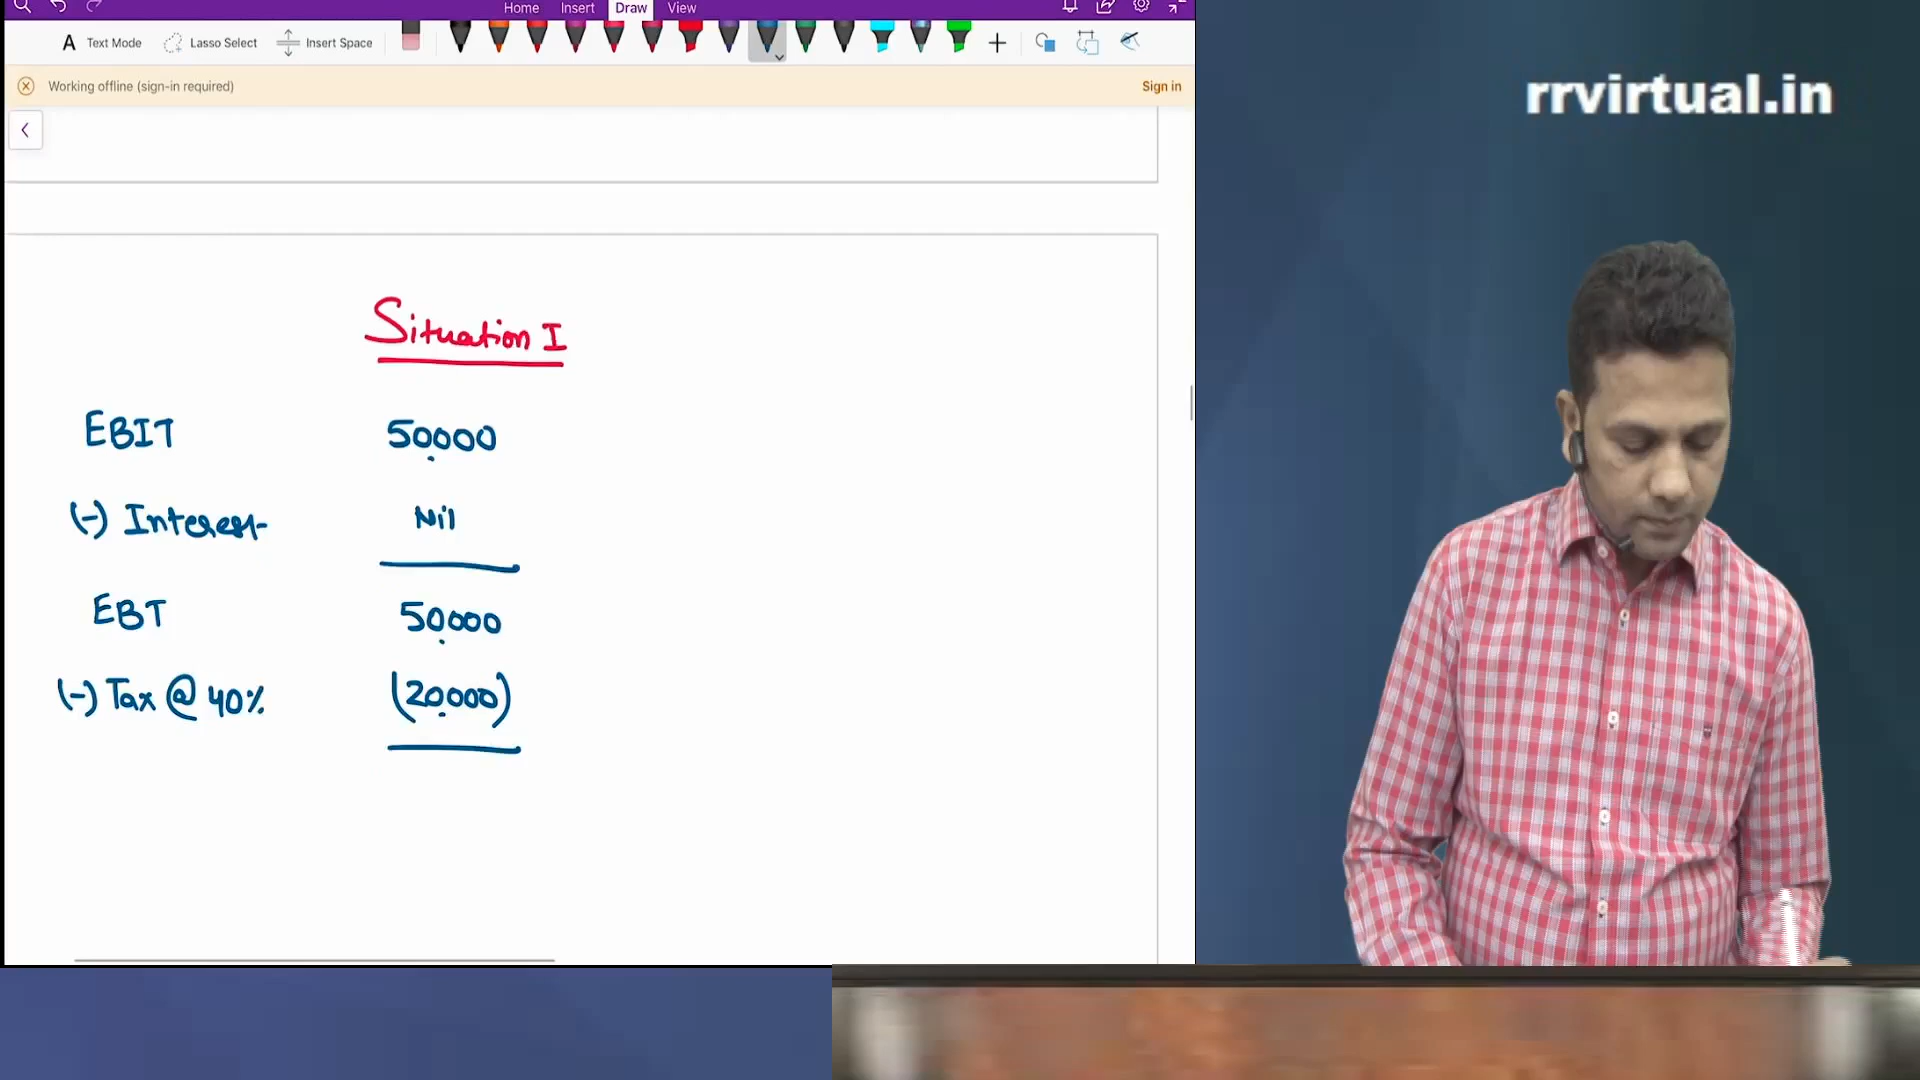 Home Insert Draw View
Text Mode Lasso Select Insert Space
Working offline (sign-in required) Sign in
rrvirtual.in
Situation I
EBIT 50000
(-) Interest Nil
EBT 50000
(-) Tax @ 40% (20000)